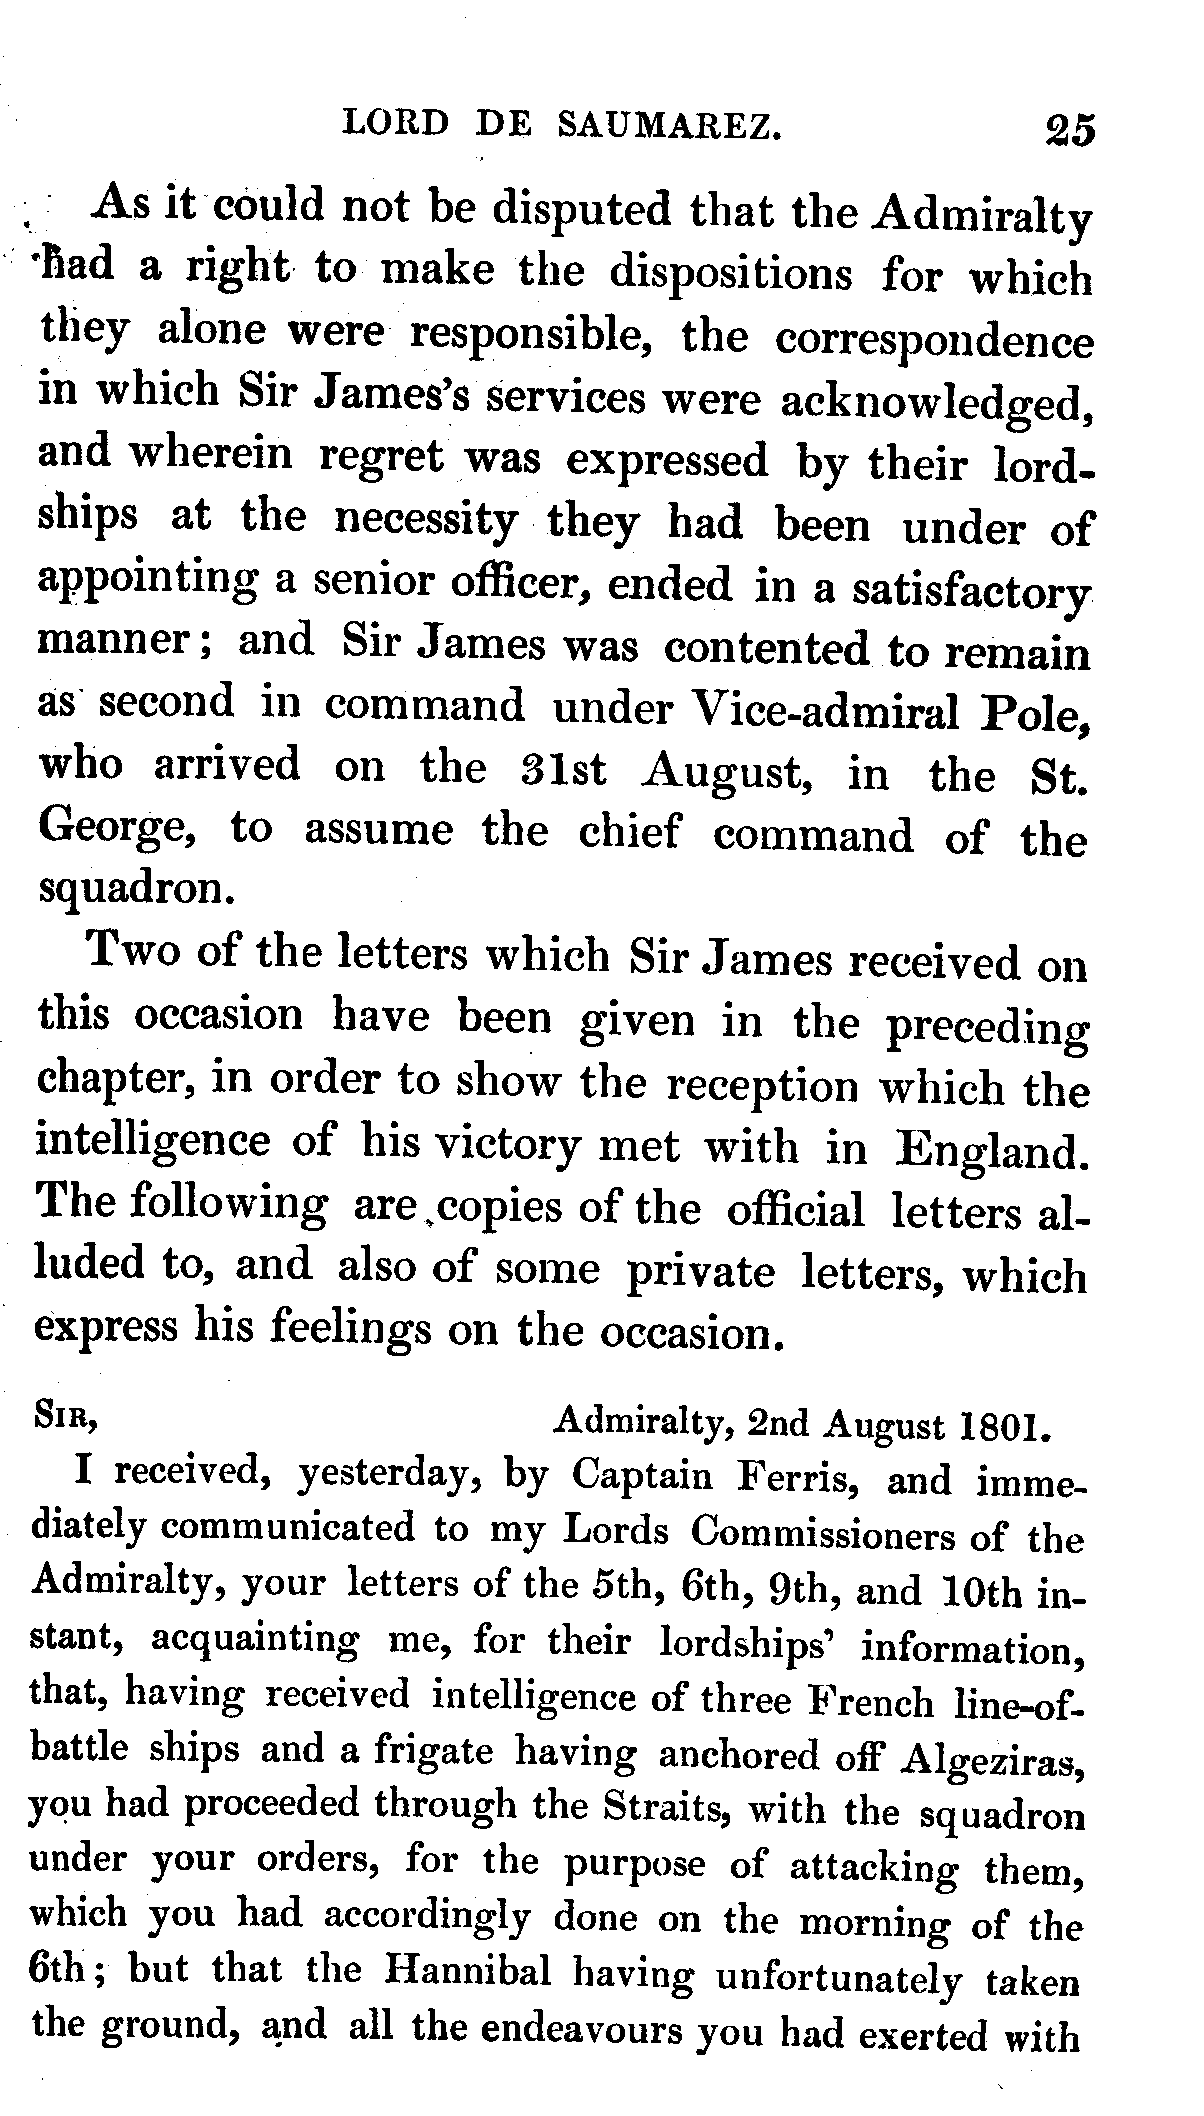 LORD DE SAUMAREZ. 25
As it could not be disputed that the Admiralty
had a right to make the dispositions for which
they alone were responsible, the correspondence
in which Sir James's services were acknowledged,
and wherein regret was expressed by their lord-
ships at the necessity they had been under of
appointing a senior officer, ended in a satisfactory
manner; and Sir James was contented to remain
as second in command under Vice-admiral Pole,
who arrived on the 31st August, in the St.
George, to assume the chief command of the
squadron.
Two of the letters which Sir James received on
this occasion have been given in the preceding
chapter, in order to show the reception which the
intelligence of his victory met with in England.
The following are copies of the official letters al-
luded to, and also of some private letters, which
express his feelings on the occasion.
SIR, Admiralty, 2nd August 1801.
I received, yesterday, by Captain Ferris, and imme-
diately communicated to my Lords Commissioners of the
Admiralty, your letters of the 5th, 6th, 9th, and 10th in-
stant, acquainting me, for their lordships' information,
that, having received intelligence of three French line-of-
battle ships and a frigate having anchored off Algeziras,
you had proceeded through the Straits, with the squadron
under your orders, for the purpose of attacking them,
which you had accordingly done on the morning of the
6th; but that the Hannibal having unfortunately taken
the ground, and all the endeavours you had exerted with